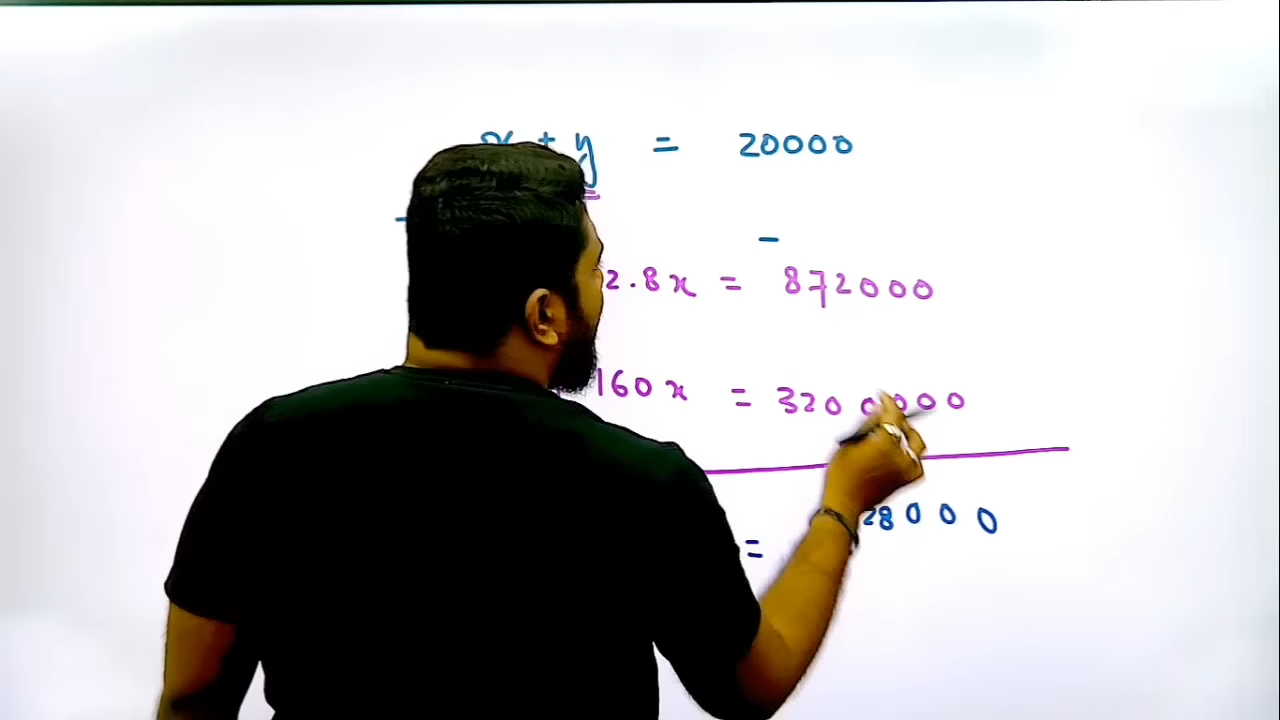 x + y = 20000
2.8x = 872000
160x = 3200000
= 28000